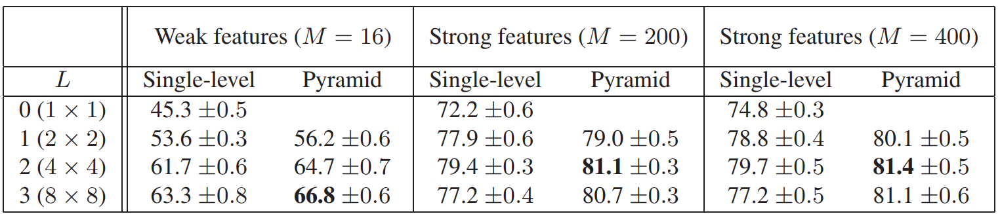 Weak features (M = 16) Strong features (M = 200) Strong features (M = 400)
L Single-level Pyramid Single-level Pyramid Single-level Pyramid
0 (1 × 1) 45.3 ±0.5 72.2 ±0.6 74.8 ±0.3
1 (2 × 2) 53.6 ±0.3 56.2 ±0.6 77.9 ±0.6 79.0 ±0.5 78.8 ±0.4 80.1 ±0.5
2 (4 × 4) 61.7 ±0.6 64.7 ±0.7 79.4 ±0.3 81.1 ±0.3 79.7 ±0.5 81.4 ±0.5
3 (8 × 8) 63.3 ±0.8 66.8 ±0.6 77.2 ±0.4 80.7 ±0.3 77.2 ±0.5 81.1 ±0.6